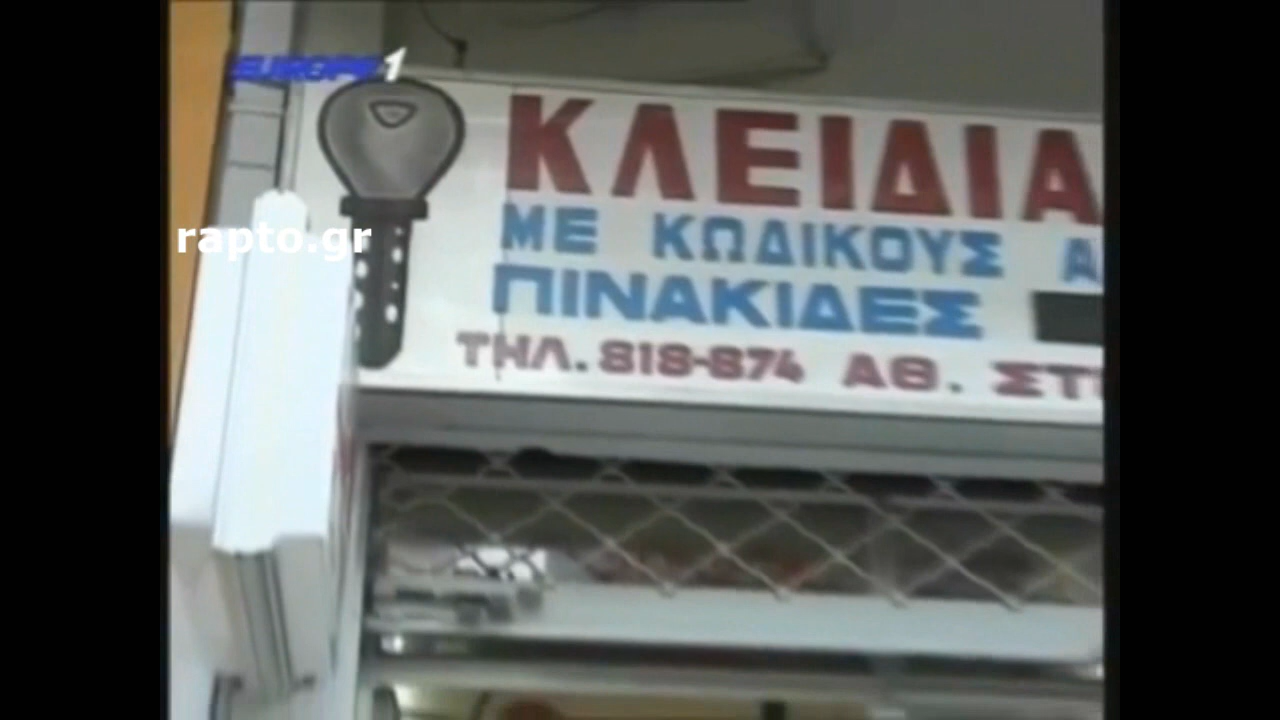 EUROPE 1
ΚΛΕΙΔΙΑ
rapto.gr
ΜΕ ΚΩΔΙΚΟΥΣ
ΠΙΝΑΚΙΔΕΣ
ΤΗΛ. 818-874 ΑΘ.